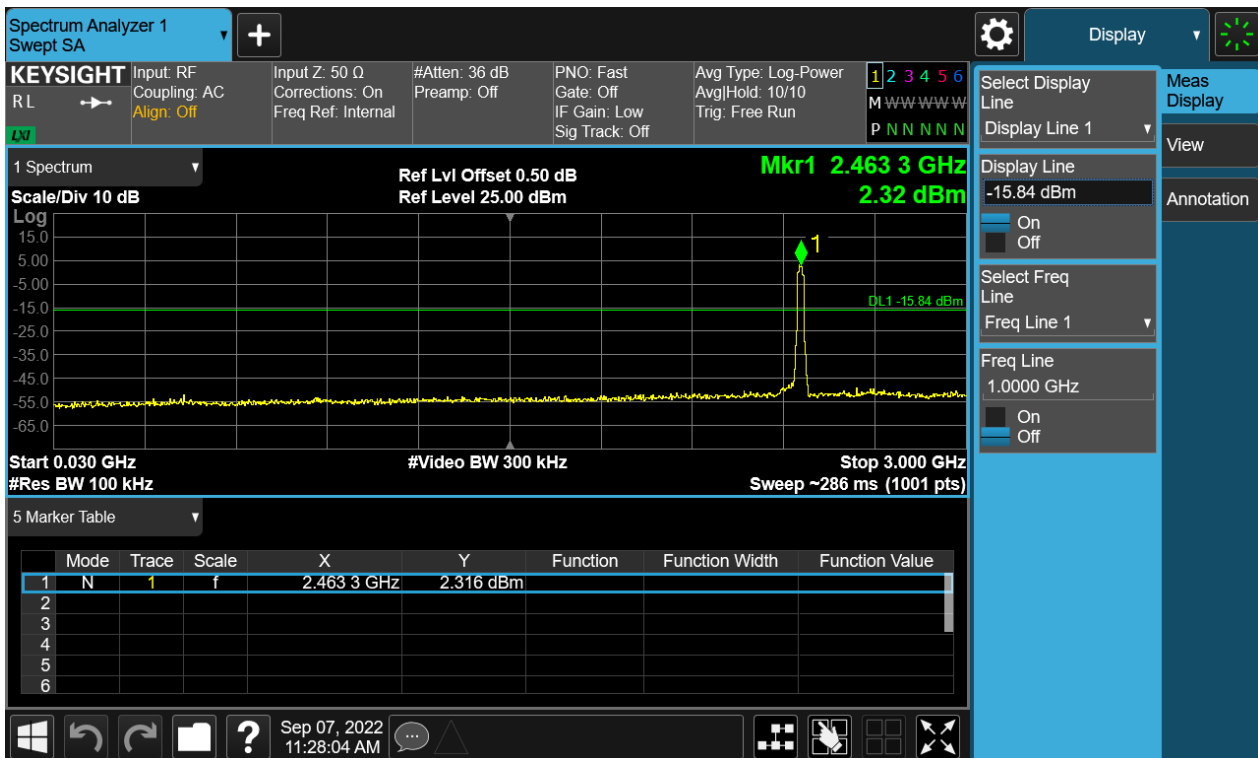 Spectrum Analyzer 1
Swept SA
Display
KEYSIGHT
R L
LXI
Input: RF
Coupling: AC
Align: Off
Input Z: 50 Ω
Corrections: On
Freq Ref: Internal
#Atten: 36 dB
Preamp: Off
PNO: Fast
Gate: Off
IF Gain: Low
Sig Track: Off
Avg Type: Log-Power
Avg|Hold: 10/10
Trig: Free Run
1 2 3 4 5 6
M W W W W W
P N N N N N
1 Spectrum
Scale/Div 10 dB
Ref Lvl Offset 0.50 dB
Ref Level 25.00 dBm
Mkr1 2.463 3 GHz
2.32 dBm
Log
15.0
5.00
-5.00
-15.0
-25.0
-35.0
-45.0
-55.0
-65.0
1
DL1 -15.84 dBm
Start 0.030 GHz
#Res BW 100 kHz
#Video BW 300 kHz
Stop 3.000 GHz
Sweep ~286 ms (1001 pts)
5 Marker Table
Mode Trace Scale X Y Function Function Width Function Value
1 N 1 f 2.463 3 GHz 2.316 dBm
2
3
4
5
6
Sep 07, 2022
11:28:04 AM
Select Display
Line
Display Line 1
Display Line
-15.84 dBm
On
Off
Select Freq
Line
Freq Line 1
Freq Line
1.0000 GHz
On
Off
Meas
Display
View
Annotation